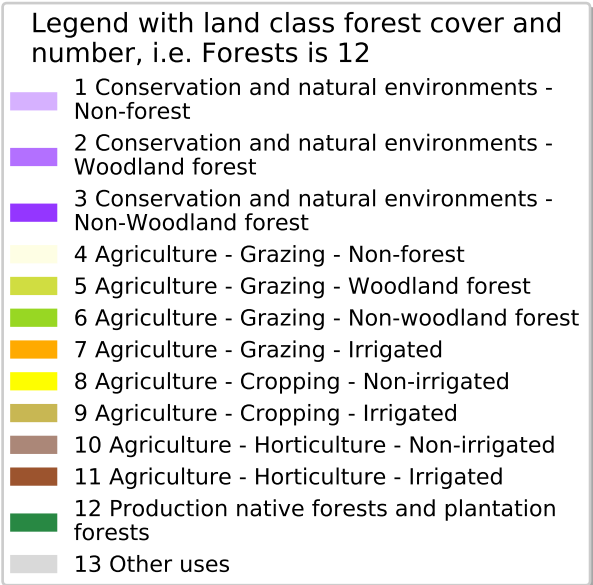 Legend with land class forest cover and
number, i.e. Forests is 12
1 Conservation and natural environments -
Non-forest
2 Conservation and natural environments -
Woodland forest
3 Conservation and natural environments -
Non-Woodland forest
4 Agriculture - Grazing - Non-forest
5 Agriculture - Grazing - Woodland forest
6 Agriculture - Grazing - Non-woodland forest
7 Agriculture - Grazing - Irrigated
8 Agriculture - Cropping - Non-irrigated
9 Agriculture - Cropping - Irrigated
10 Agriculture - Horticulture - Non-irrigated
11 Agriculture - Horticulture - Irrigated
12 Production native forests and plantation
forests
13 Other uses